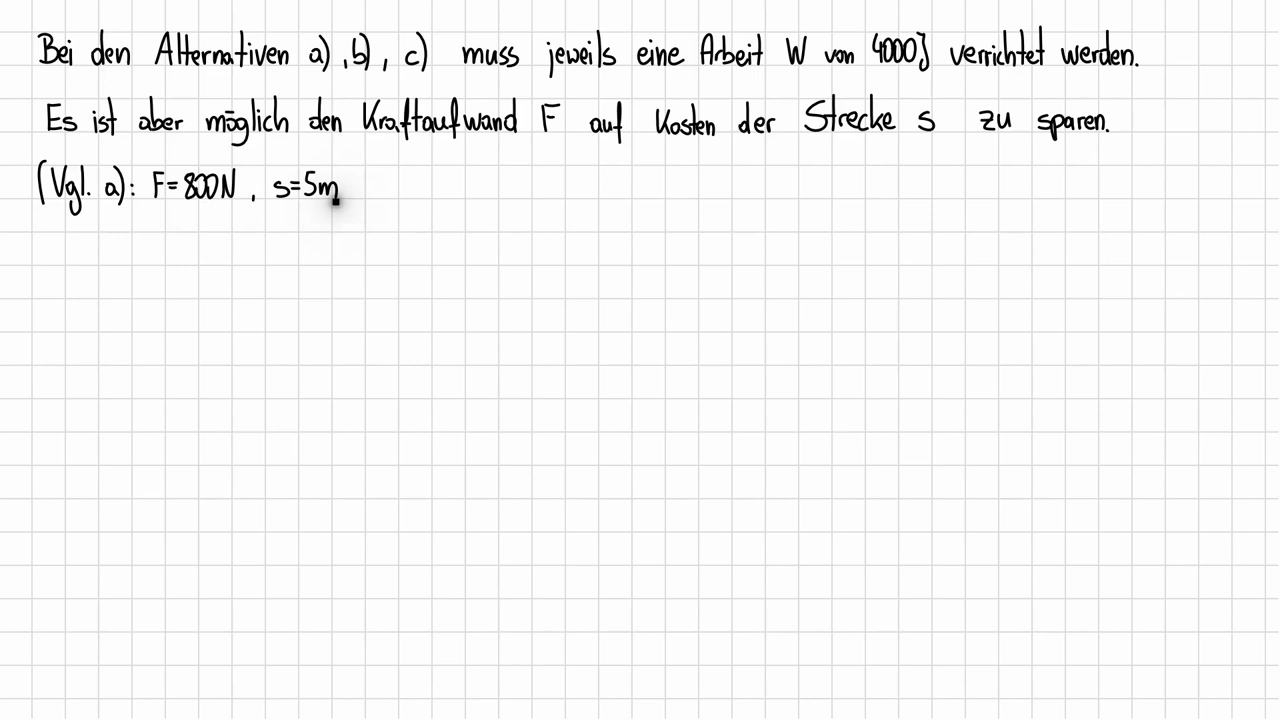 Bei den Alternativen a), b), c) muss jeweils eine Arbeit W von 4000J verrichtet werden.
Es ist aber möglich den Kraftaufwand F auf Kosten der Strecke s zu sparen.
(Vgl. a): F=800N, s=5m